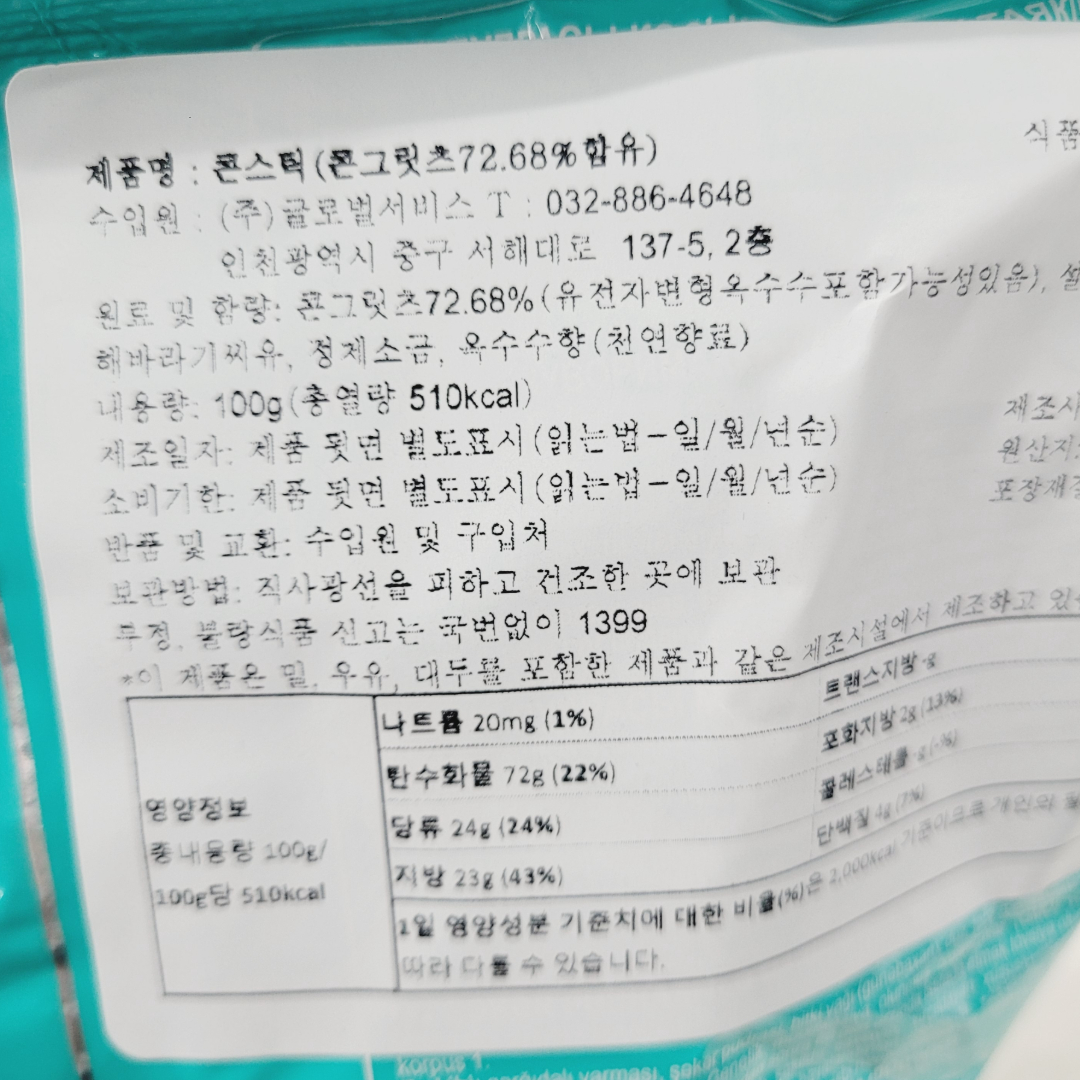 제품명 : 콘스틱(콘그릿츠72.68%함유)
식품
수입원 : (주)글로벌서비스 T : 032-886-4648
인천광역시 중구 서해대로 137-5, 2층
원료 및 함량: 콘그릿츠72.68%(유전자변형옥수수포함가능성있음), 설
해바라기씨유, 정제소금, 옥수수향(천연향료)
내용량: 100g(총열량 510kcal)
제조사
제조일자: 제품 뒷면 별도표시(읽는법-일/월/년순)
원산지:
소비기한: 제품 뒷면 별도표시(읽는법-일/월/년순)
포장재질
반품 및 교환: 수입원 및 구입처
보관방법: 직사광선을 피하고 건조한 곳에 보관
부정, 불량식품 신고는 국번없이 1399
*이 제품은 밀, 우유, 대두를 포함한 제품과 같은 제조시설에서 제조하고 있
영양정보
총내용량 100g/
100g당 510kcal
나트륨 20mg (1%)
트랜스지방 -g
탄수화물 72g (22%)
포화지방 2g (13%)
당류 24g (24%)
콜레스테롤 -g (-%)
지방 23g (43%)
단백질 4g (7%)
1일 영양성분 기준치에 대한 비율(%)은 2,000kcal 기준이므로 개인의 필
따라 다를 수 있습니다.
korpus 1.
yarması, şəkər